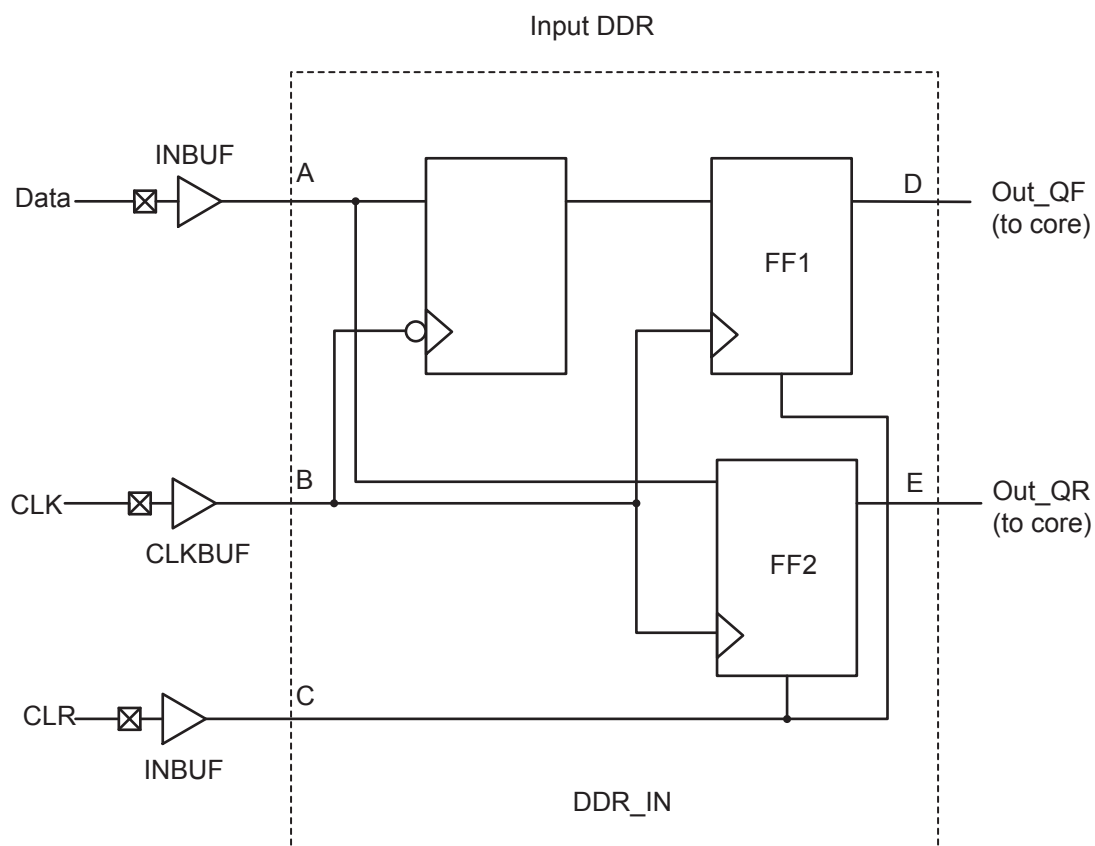 Input DDR
INBUF
A
Data
D
Out_QF
(to core)
FF1
B
CLK
CLKBUF
E
Out_QR
(to core)
FF2
C
CLR
INBUF
DDR_IN